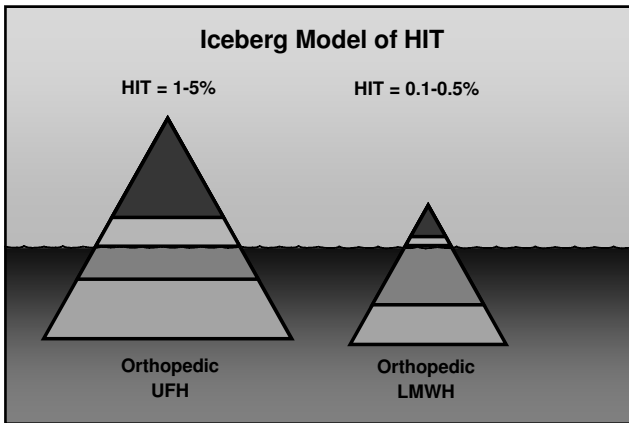 Iceberg Model of HIT
HIT = 1-5%
HIT = 0.1-0.5%
Orthopedic
UFH
Orthopedic
LMWH